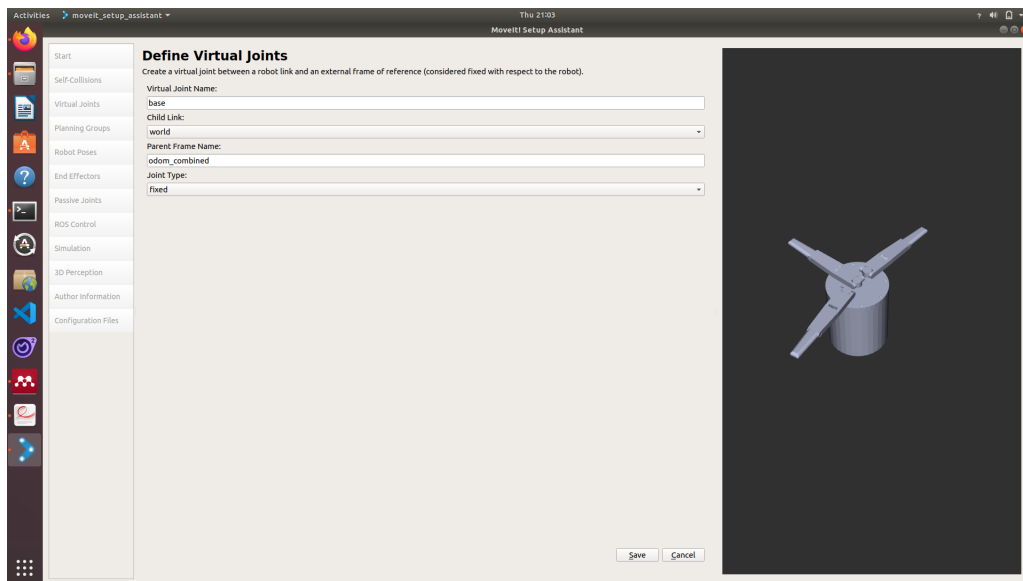 Activities moveit_setup_assistant Thu 21:03 ?
MoveIt! Setup Assistant
Start
Self-Collisions
Virtual Joints
Planning Groups
Robot Poses
End Effectors
Passive Joints
ROS Control
Simulation
3D Perception
Author Information
Configuration Files
Define Virtual Joints
Create a virtual joint between a robot link and an external frame of reference (considered fixed with respect to the robot).
Virtual Joint Name:
base
Child Link:
world
Parent Frame Name:
odom_combined
Joint Type:
fixed
Save Cancel